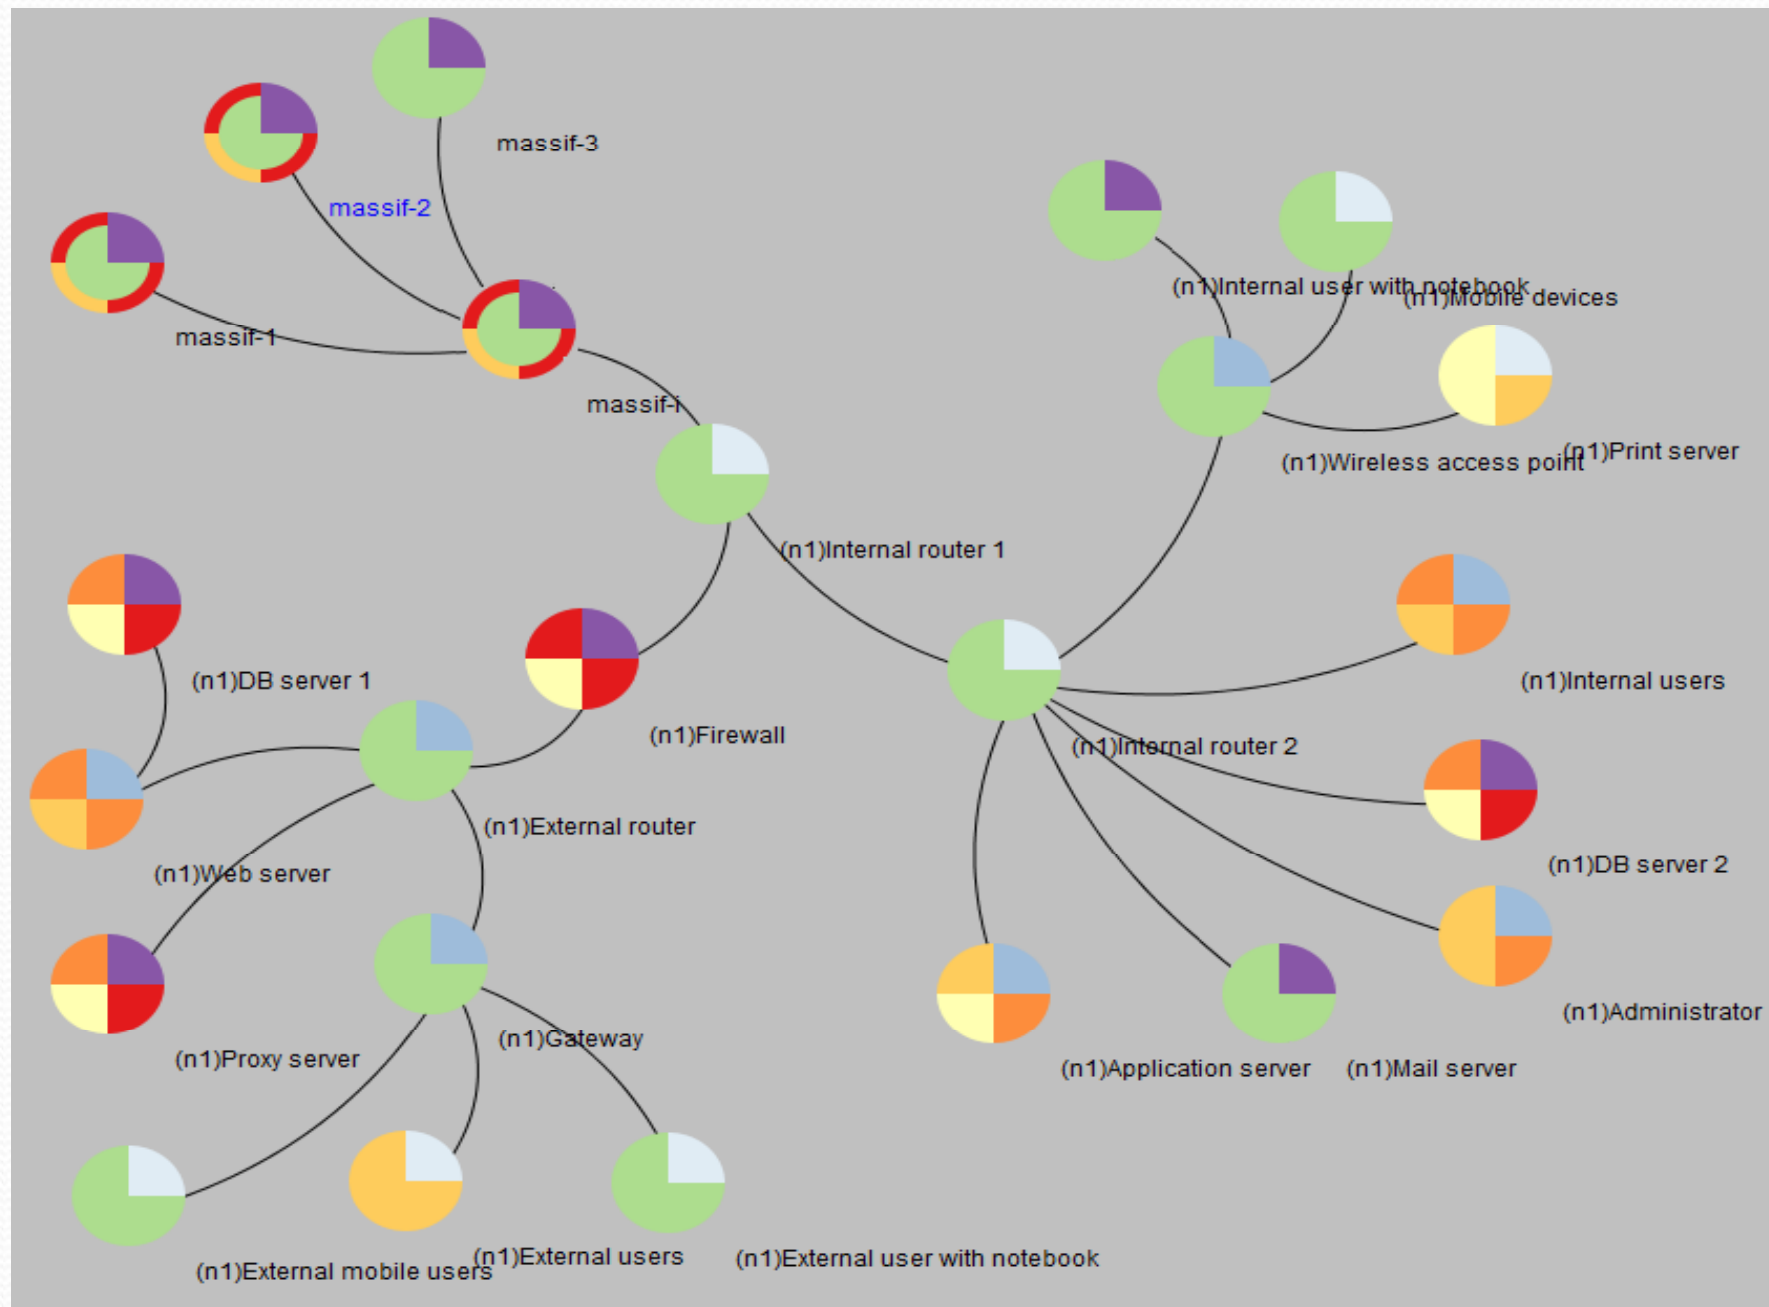 massif-3
massif-2
(n1)Internal user with notebook
(n1)Mobile devices
massif-1
massif-i
(n1)Wireless access point
(n1)Print server
(n1)Internal router 1
(n1)DB server 1
(n1)Internal users
(n1)Firewall
(n1)Internal router 2
(n1)External router
(n1)DB server 2
(n1)Web server
(n1)Administrator
(n1)Gateway
(n1)Proxy server
(n1)Application server
(n1)Mail server
(n1)External users
(n1)External user with notebook
(n1)External mobile users